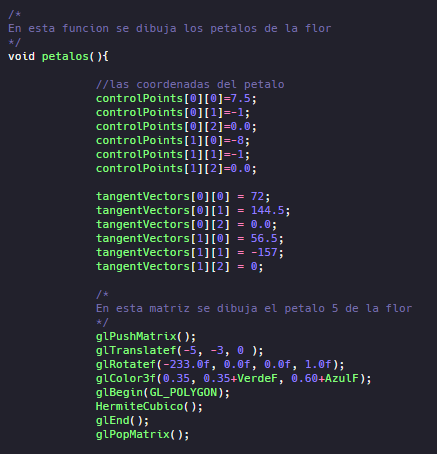 /*
En esta funcion se dibuja los petalos de la flor
*/
void petalos(){
//las coordenadas del petalo
controlPoints[0][0]=7.5;
controlPoints[0][1]=-1;
controlPoints[0][2]=0.0;
controlPoints[1][0]=-8;
controlPoints[1][1]=-1;
controlPoints[1][2]=0.0;
tangentVectors[0][0] = 72;
tangentVectors[0][1] = 144.5;
tangentVectors[0][2] = 0.0;
tangentVectors[1][0] = 56.5;
tangentVectors[1][1] = -157;
tangentVectors[1][2] = 0;
/*
En esta matriz se dibuja el petalo 5 de la flor
*/
glPushMatrix();
glTranslatef(-5, -3, 0 );
glRotatef(-233.0f, 0.0f, 0.0f, 1.0f);
glColor3f(0.35, 0.35+VerdeF, 0.60+AzulF);
glBegin(GL_POLYGON);
HermiteCubico();
glEnd();
glPopMatrix();